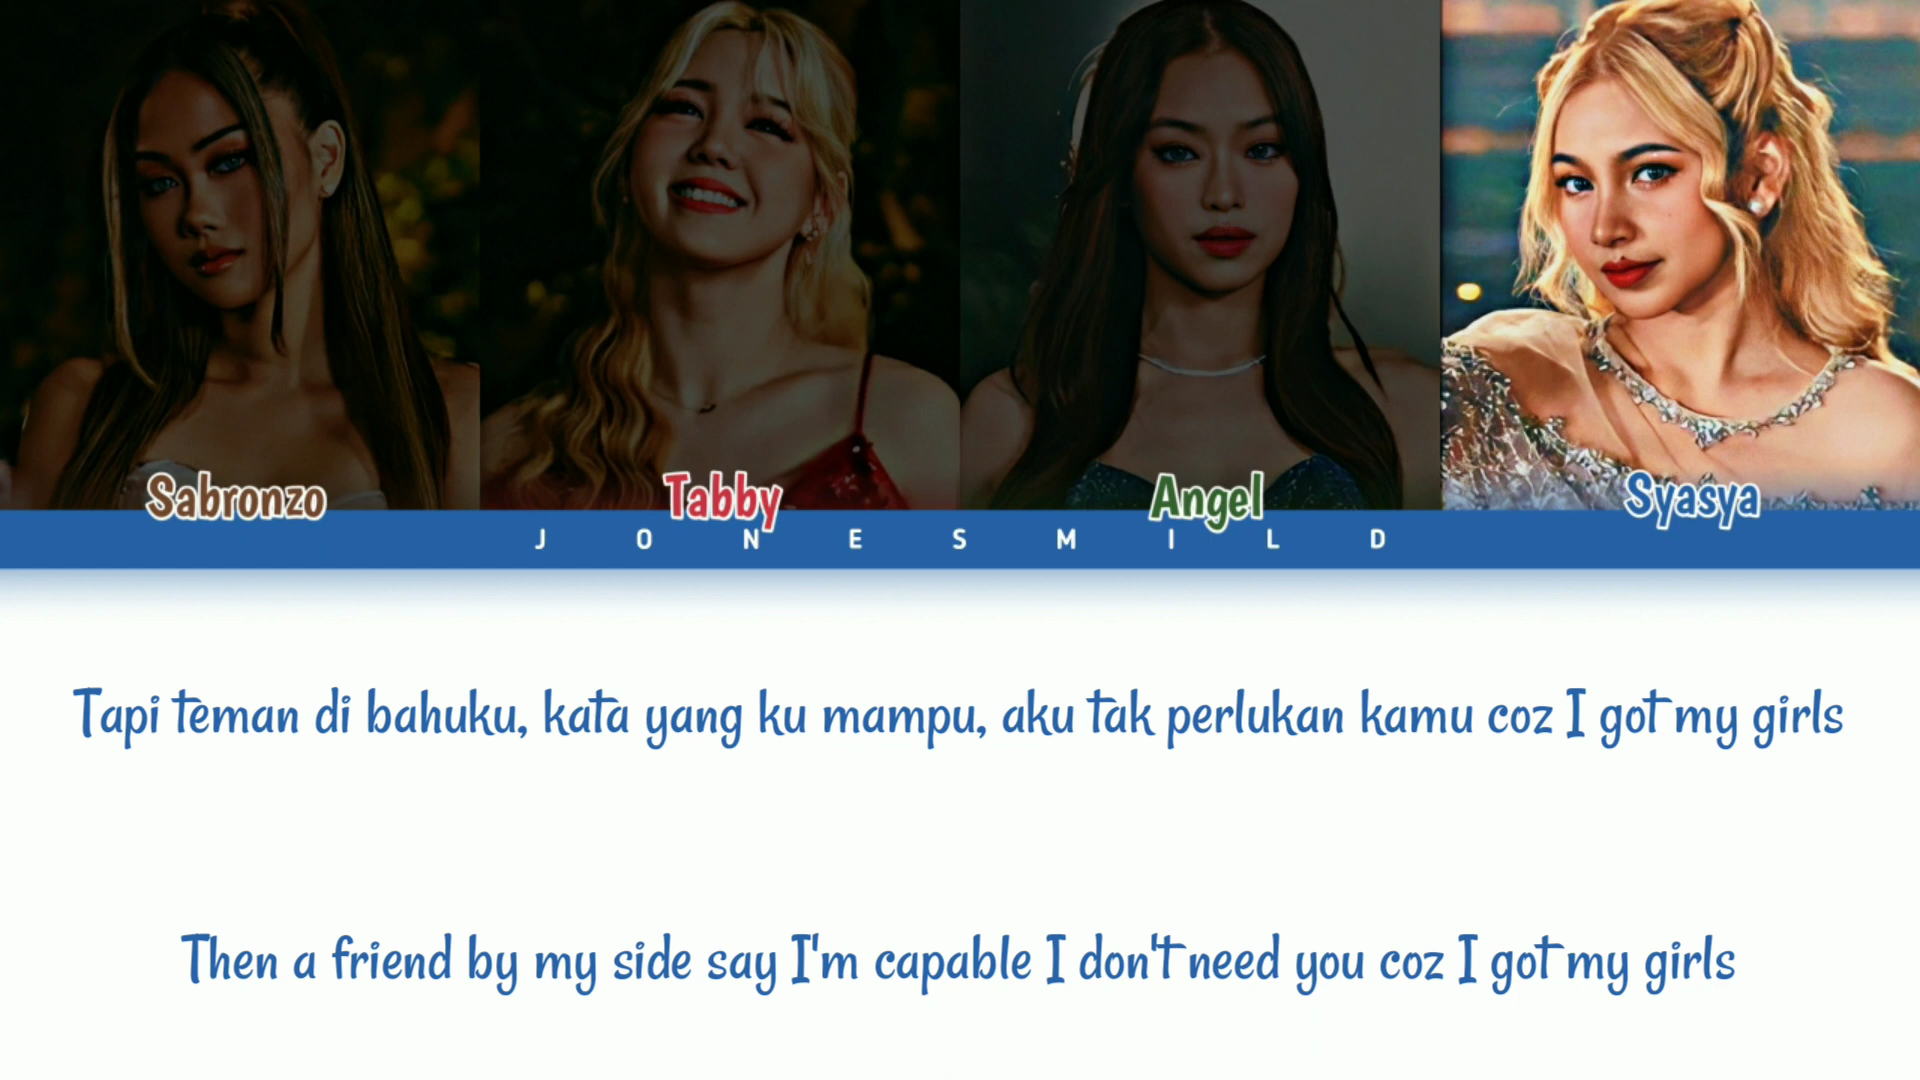 Sabronzo
Tabby
Angel
Syasya
JONESMILD
Tapi teman di bahuku, kata yang ku mampu, aku tak perlukan kamu coz I got my girls
Then a friend by my side say I'm capable I don't need you coz I got my girls